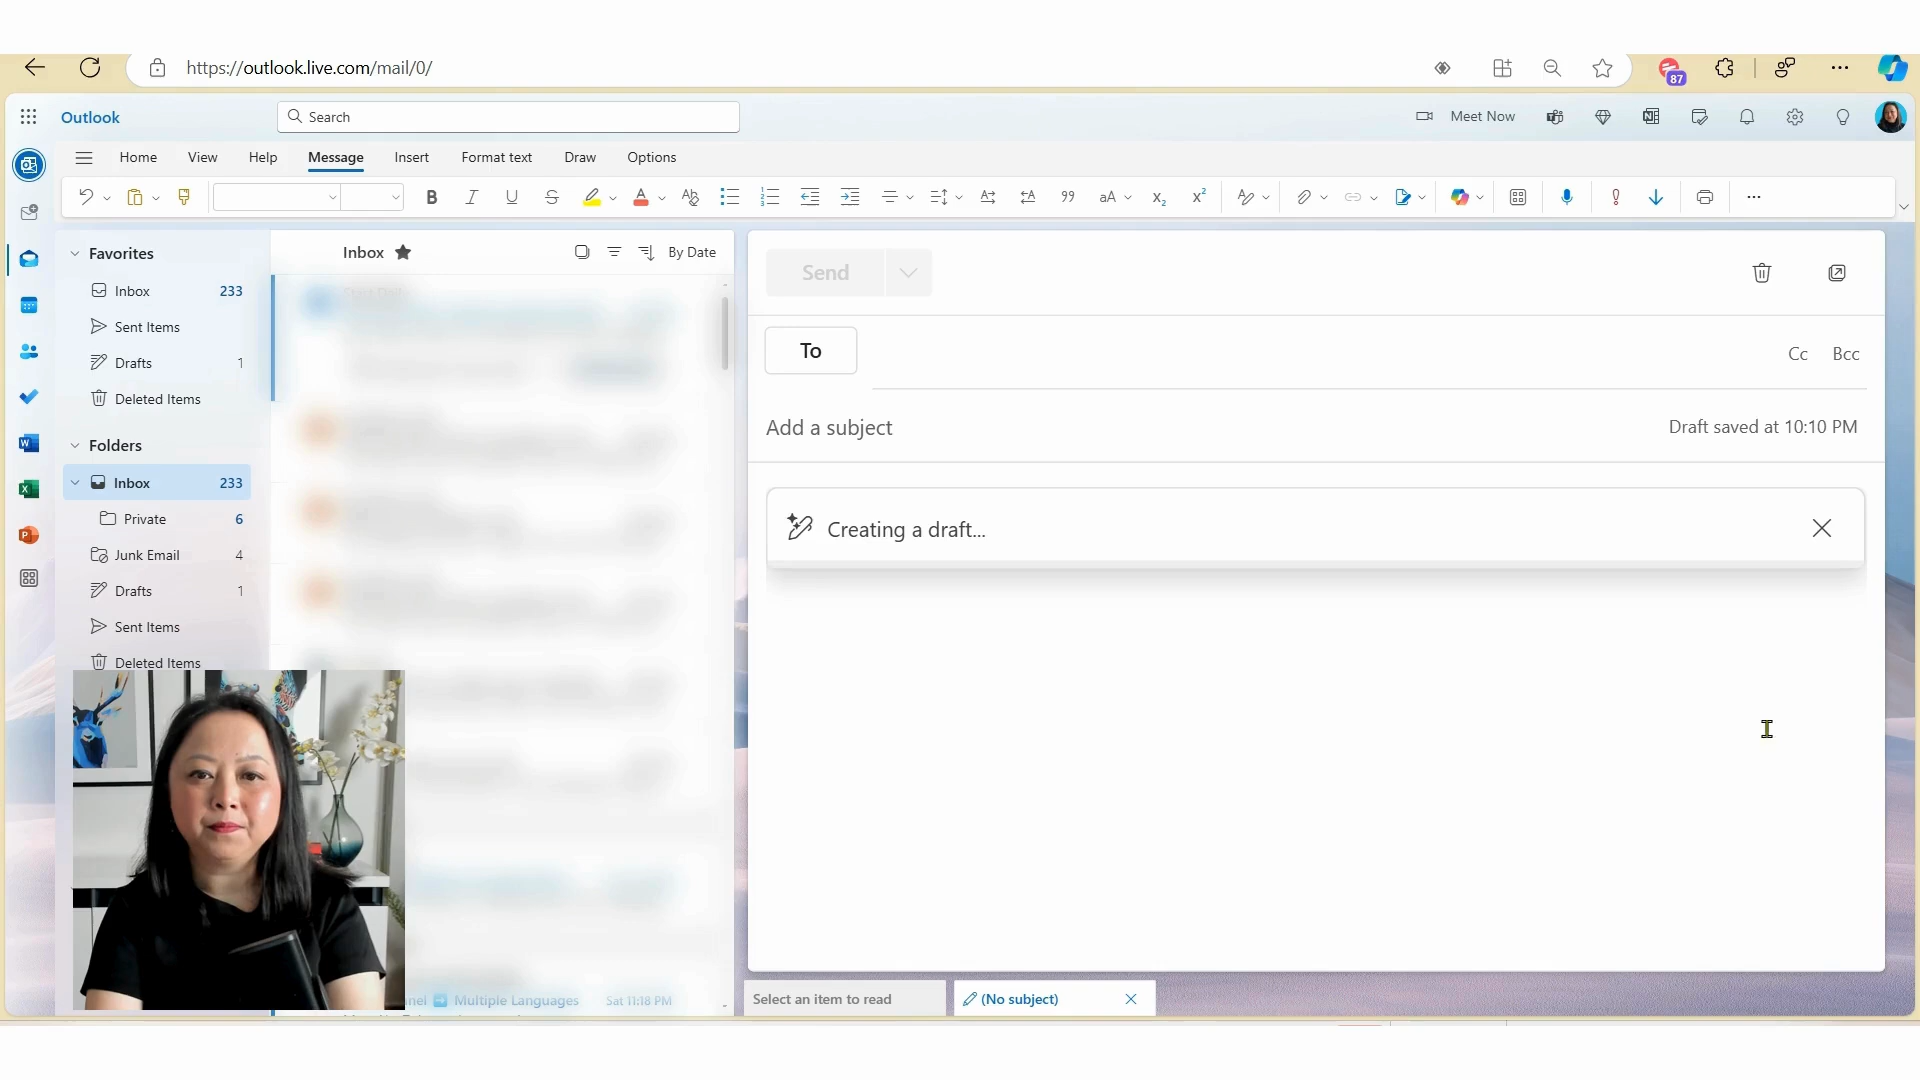 https://outlook.live.com/mail/0/
87
Outlook
Search
Meet Now
Home View Help Message Insert Format text Draw Options
Favorites
Inbox 233
Sent Items
Drafts 1
Deleted Items
Folders
Inbox 233
Private 6
Junk Email 4
Drafts 1
Sent Items
Deleted Items
Inbox
By Date
Multiple Languages Sat 11:18 PM
Send
To
Cc Bcc
Add a subject
Draft saved at 10:10 PM
Creating a draft...
Select an item to read
(No subject)